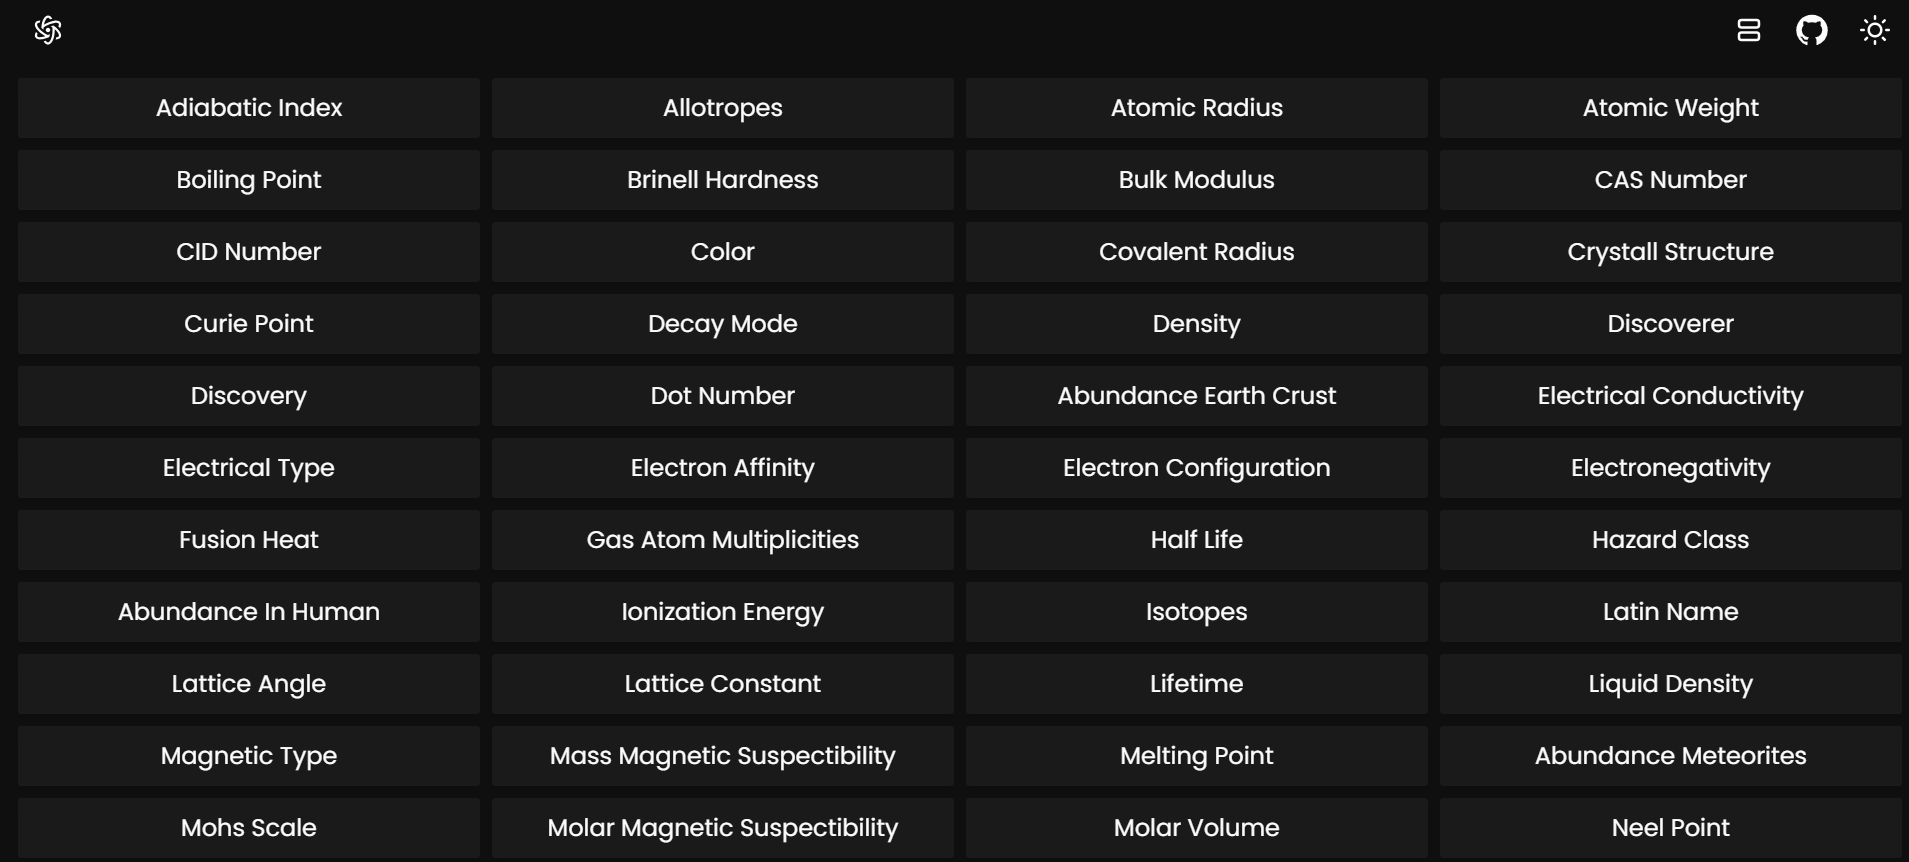 Adiabatic Index
Allotropes
Atomic Radius
Atomic Weight
Boiling Point
Brinell Hardness
Bulk Modulus
CAS Number
CID Number
Color
Covalent Radius
Crystall Structure
Curie Point
Decay Mode
Density
Discoverer
Discovery
Dot Number
Abundance Earth Crust
Electrical Conductivity
Electrical Type
Electron Affinity
Electron Configuration
Electronegativity
Fusion Heat
Gas Atom Multiplicities
Half Life
Hazard Class
Abundance In Human
Ionization Energy
Isotopes
Latin Name
Lattice Angle
Lattice Constant
Lifetime
Liquid Density
Magnetic Type
Mass Magnetic Suspectibility
Melting Point
Abundance Meteorites
Mohs Scale
Molar Magnetic Suspectibility
Molar Volume
Neel Point